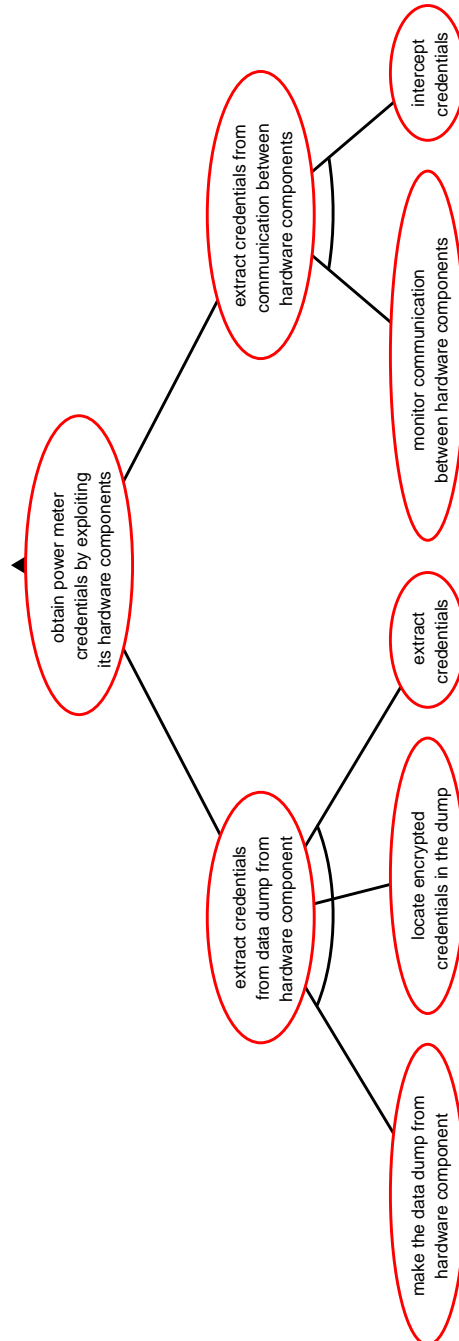 obtain power meter
credentials by exploiting
its hardware components
extract credentials
from data dump from
hardware component
extract credentials from
communication between
hardware components
make the data dump from
hardware component
locate encrypted
credentials in the dump
extract
credentials
monitor communication
between hardware components
intercept
credentials